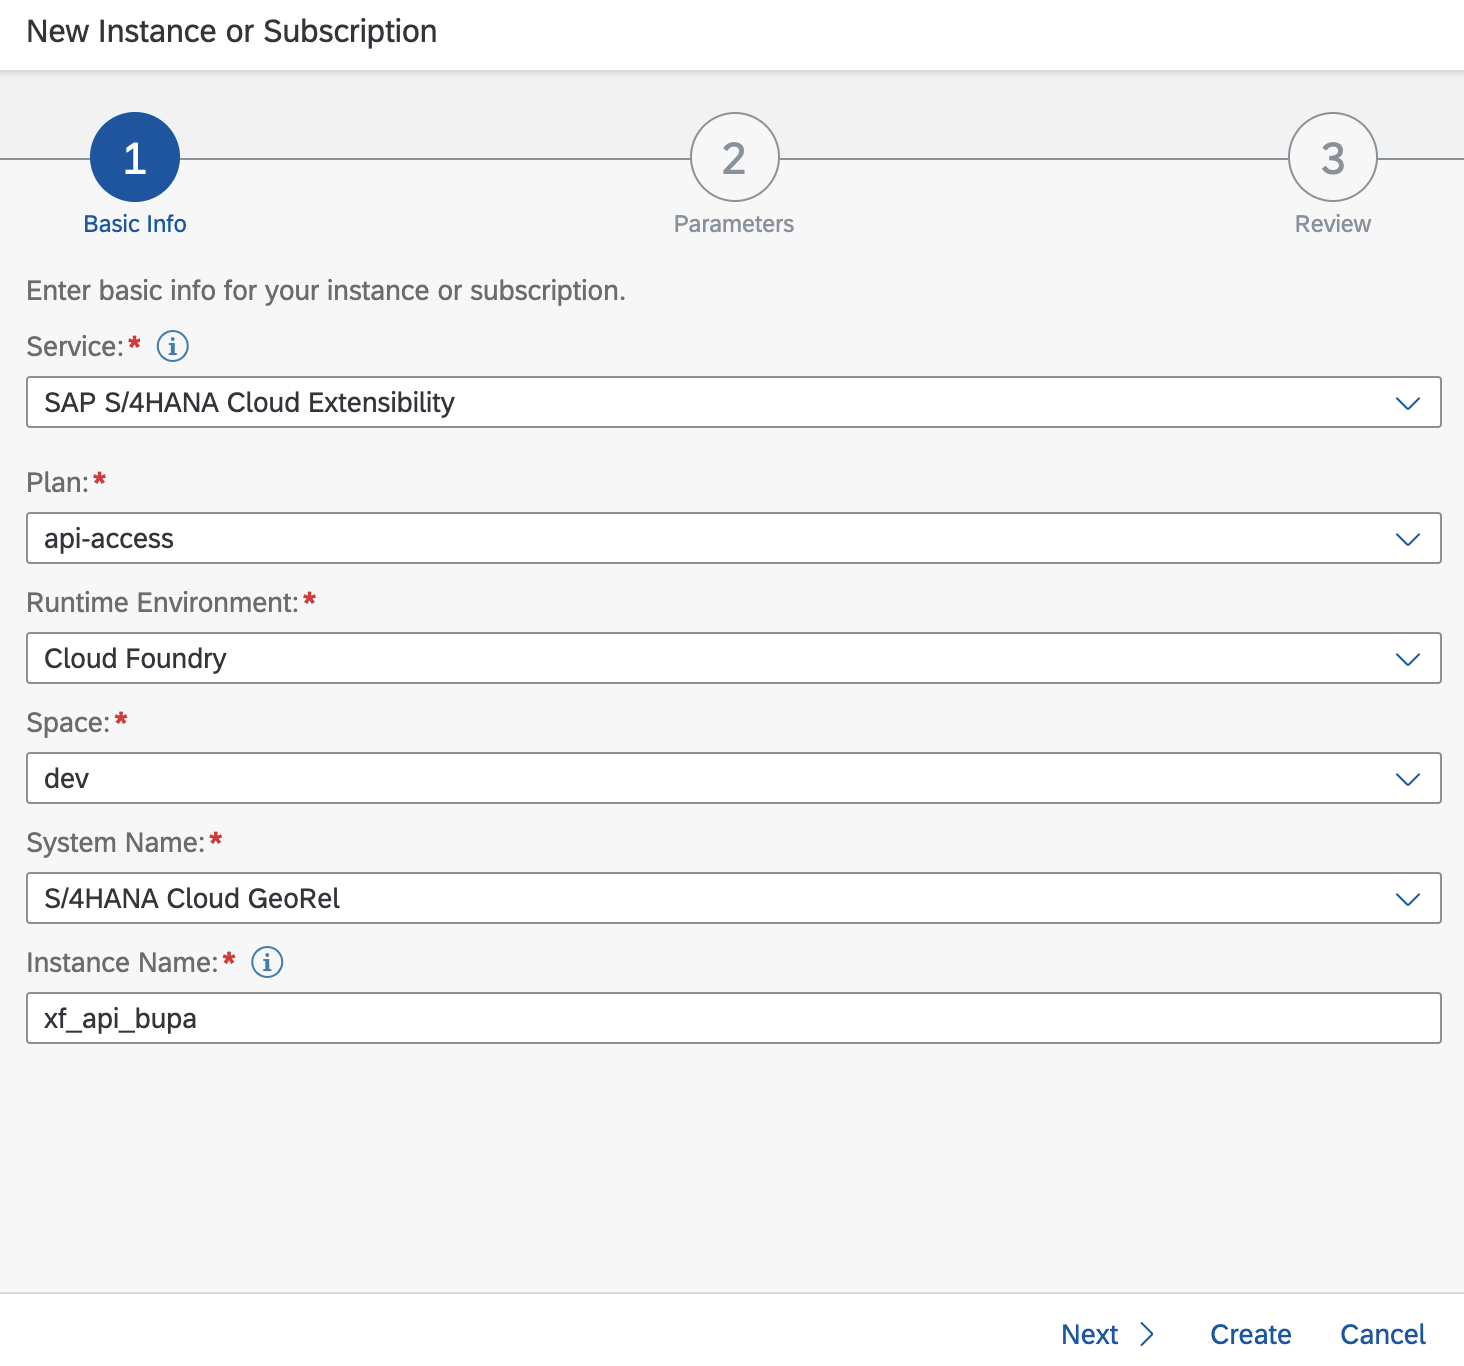 New Instance or Subscription
1
2
3
Basic Info
Parameters
Review
Enter basic info for your instance or subscription.
Service:*
SAP S/4HANA Cloud Extensibility
Plan:*
api-access
Runtime Environment:*
Cloud Foundry
Space:*
dev
System Name:*
S/4HANA Cloud GeoRel
Instance Name:*
xf_api_bupa
Next
Create
Cancel